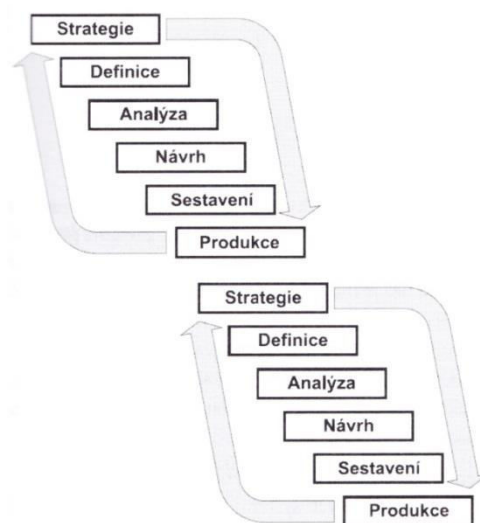 Strategie
Definice
Analýza
Návrh
Sestavení
Produkce
Strategie
Definice
Analýza
Návrh
Sestavení
Produkce